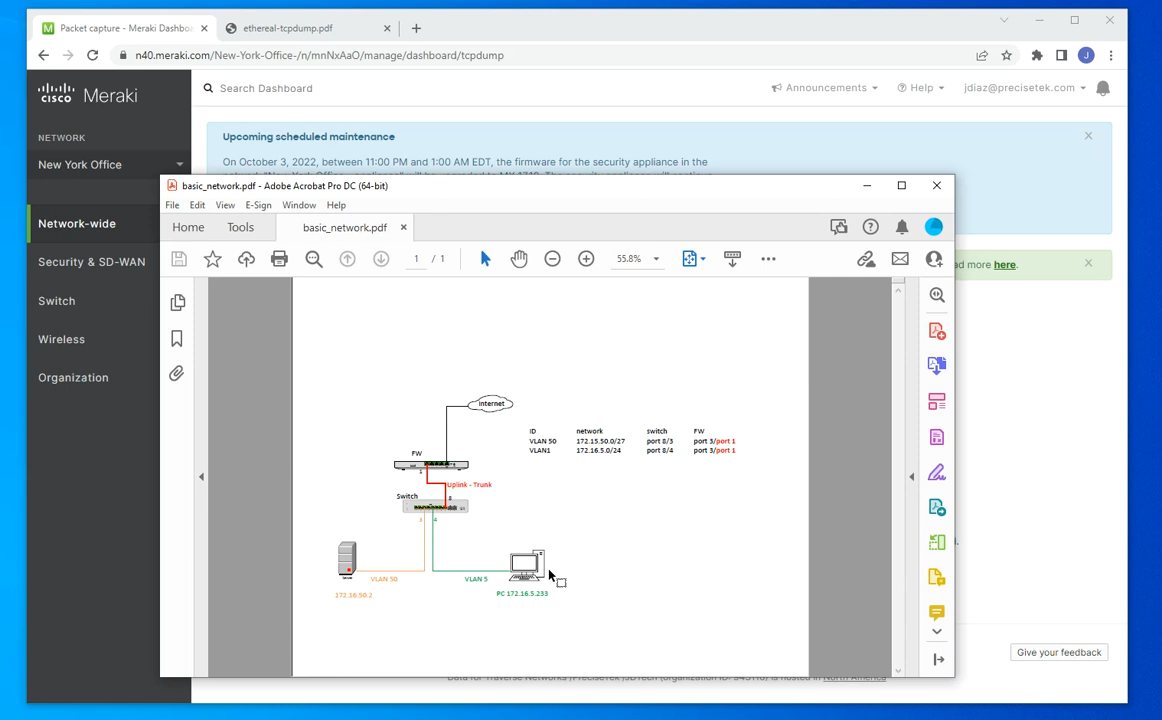 Packet capture - Meraki Dashbo
ethereal-tcpdump.pdf
n40.meraki.com/New-York-Office-/n/mnNxAaO/manage/dashboard/tcpdump
J
cisco Meraki
Search Dashboard
Announcements
Help
jdiaz@precisetek.com
NETWORK
New York Office
Network-wide
Security & SD-WAN
Switch
Wireless
Organization
Upcoming scheduled maintenance
On October 3, 2022, between 11:00 PM and 1:00 AM EDT, the firmware for the security appliance in the
ad more here.
basic_network.pdf - Adobe Acrobat Pro DC (64-bit)
File Edit View E-Sign Window Help
Home Tools basic_network.pdf
1 / 1
55.8%
Internet
ID network switch FW
VLAN 50 172.15.50.0/27 port 8/3 port 3/port 1
VLAN1 172.16.5.0/24 port 8/4 port 3/port 1
FW
Uplink - Trunk
Switch
8
3 4
VLAN 50
VLAN 5
172.16.50.2
PC 172.16.5.233
Give your feedback